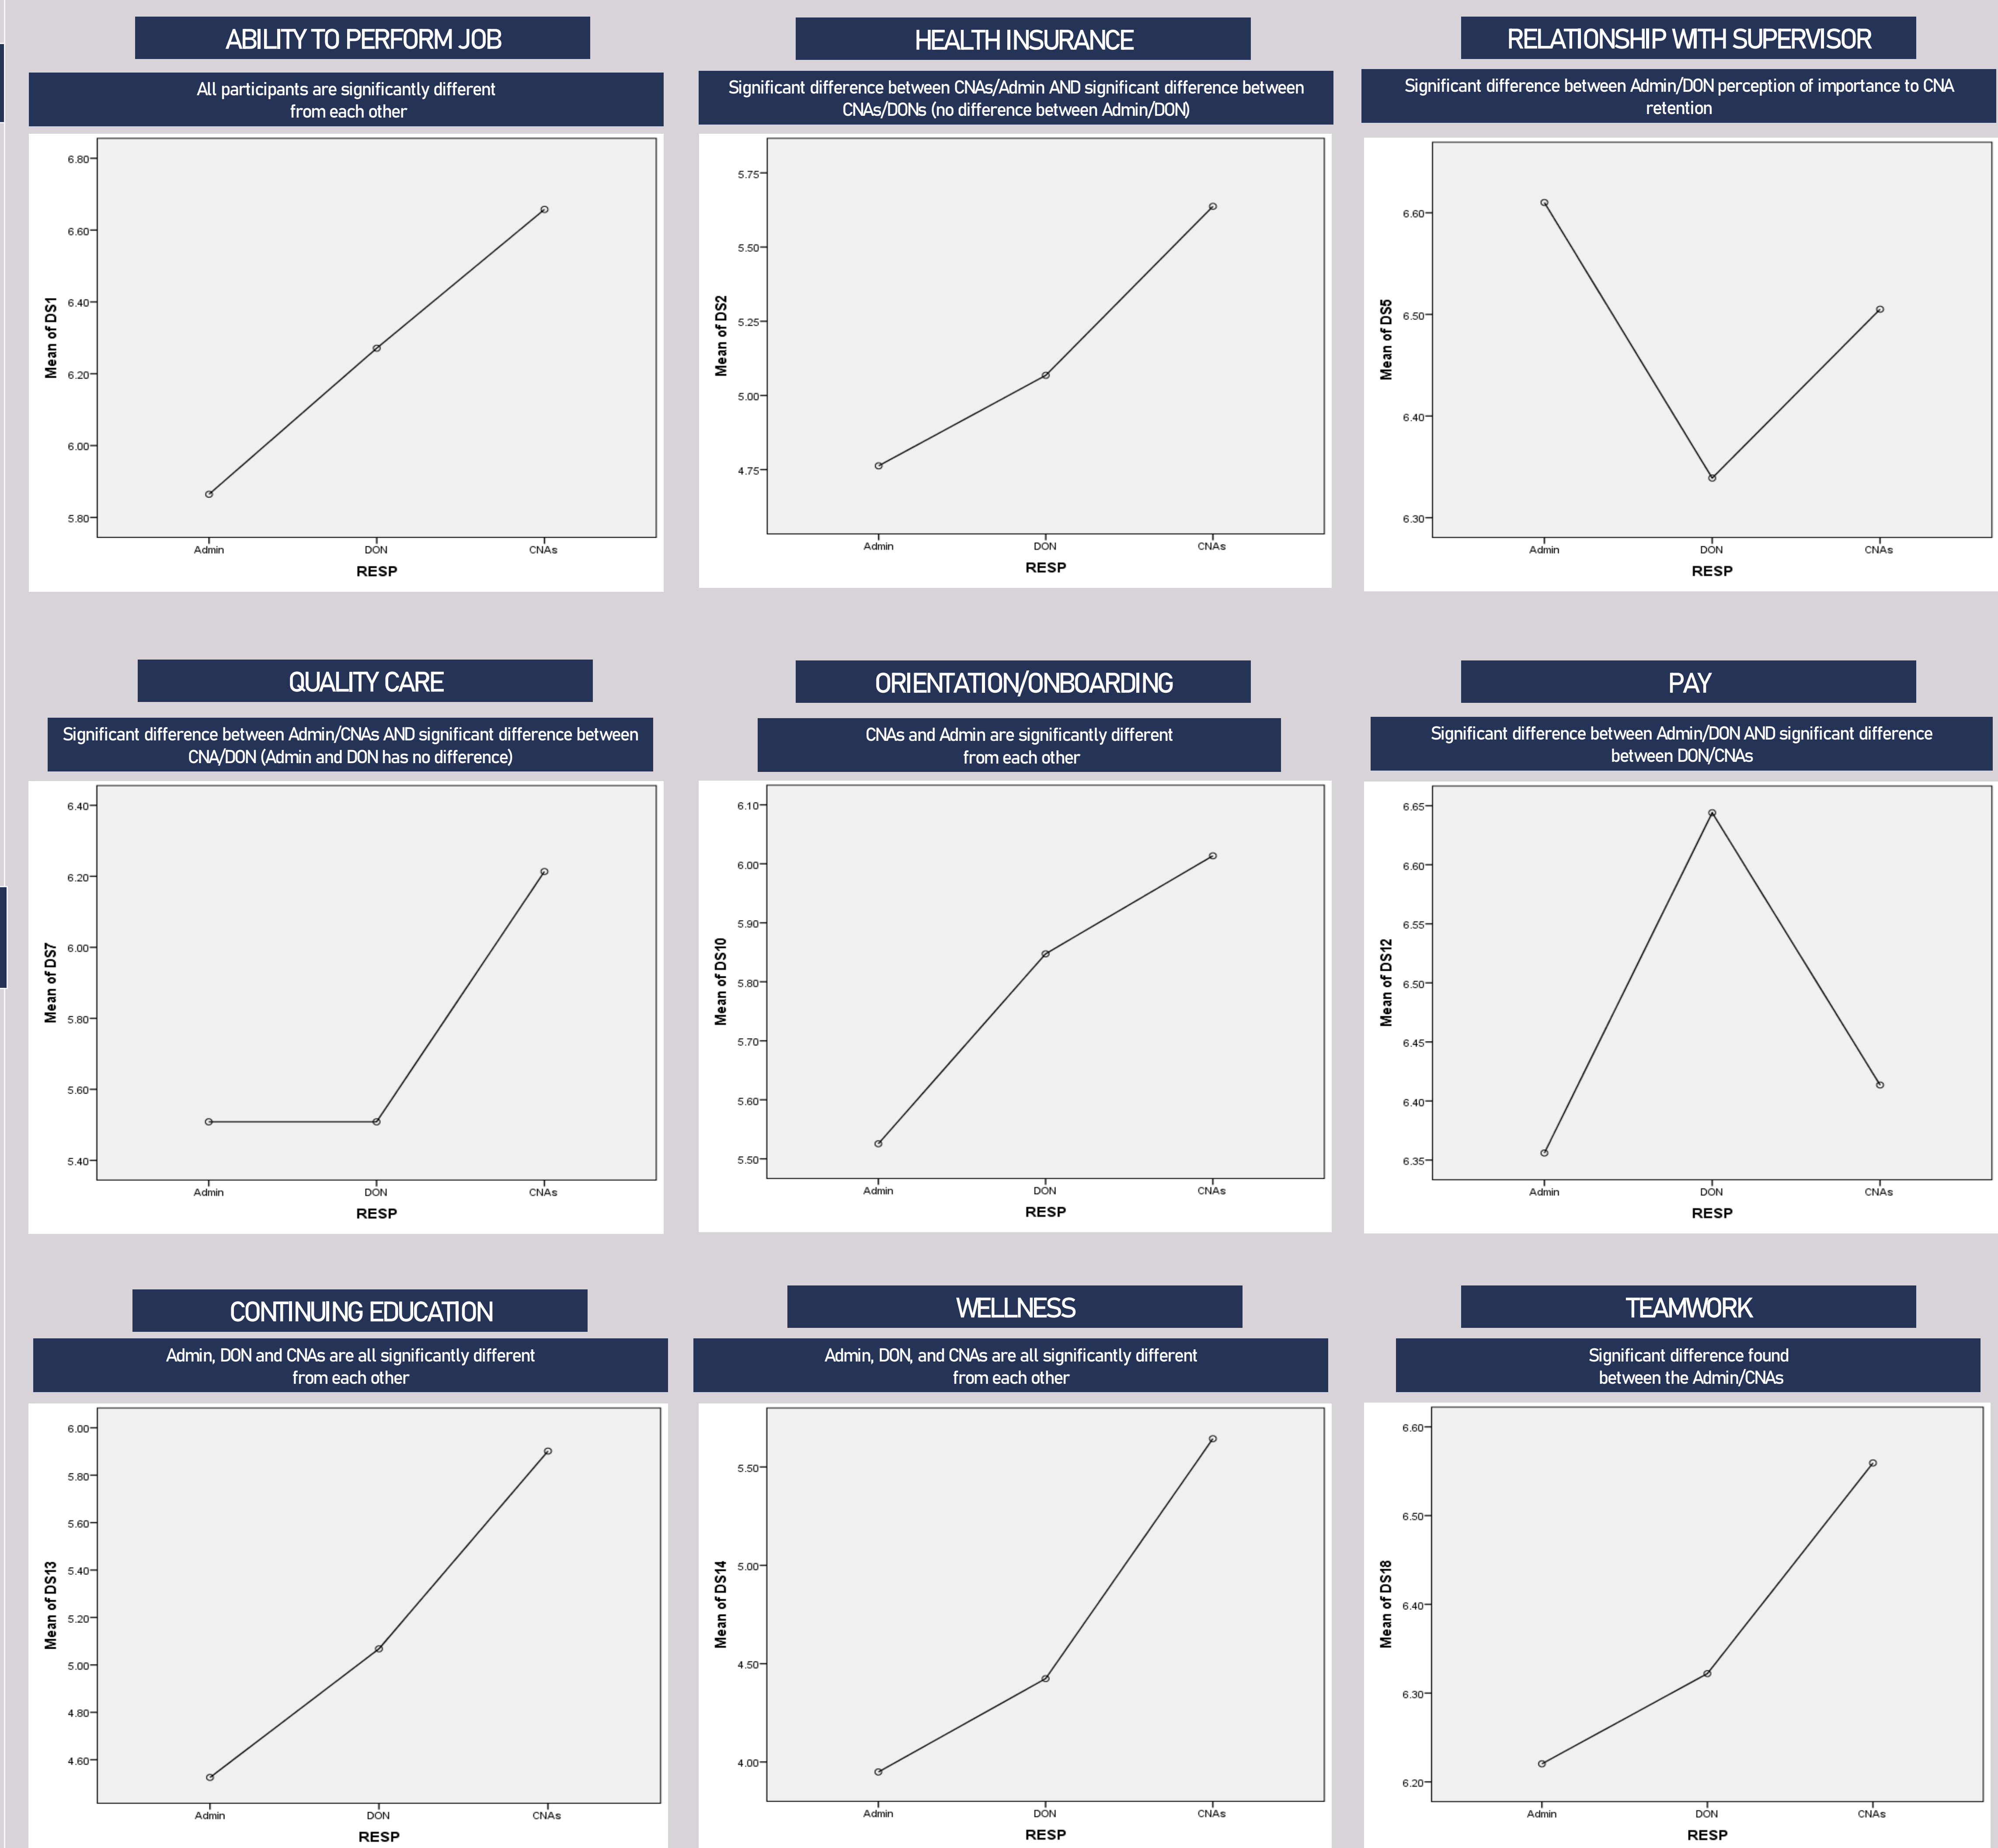 ABILITY TO PERFORM JOB
All participants are significantly different
from each other
6.80
6.60
6.40
6.20
6.00
5.80
Mean of DS1
Admin
DON
CNAs
RESP
HEALTH INSURANCE
Significant difference between CNAs/Admin AND significant difference between
CNAs/DONs (no difference between Admin/DON)
5.75
5.50
5.25
5.00
4.75
Mean of DS2
Admin
DON
CNAs
RESP
RELATIONSHIP WITH SUPERVISOR
Significant difference between Admin/DON perception of importance to CNA
retention
6.60
6.50
6.40
6.30
Mean of DS5
Admin
DON
CNAs
RESP
QUALITY CARE
Significant difference between Admin/CNAs AND significant difference between
CNA/DON (Admin and DON has no difference)
6.40
6.20
6.00
5.80
5.60
5.40
Mean of DS7
Admin
DON
CNAs
RESP
ORIENTATION/ONBOARDING
CNAs and Admin are significantly different
from each other
6.10
6.00
5.90
5.80
5.70
5.60
5.50
Mean of DS10
Admin
DON
CNAs
RESP
PAY
Significant difference between Admin/DON AND significant difference
between DON/CNAs
6.65
6.60
6.55
6.50
6.45
6.40
6.35
Mean of DS12
Admin
DON
CNAs
RESP
CONTINUING EDUCATION
Admin, DON and CNAs are all significantly different
from each other
6.00
5.80
5.60
5.40
5.20
5.00
4.80
4.60
Mean of DS13
Admin
DON
CNAs
RESP
WELLNESS
Admin, DON, and CNAs are all significantly different
from each other
5.50
5.00
4.50
4.00
Mean of DS14
Admin
DON
CNAs
RESP
TEAMWORK
Significant difference found
between the Admin/CNAs
6.60
6.50
6.40
6.30
6.20
Mean of DS18
Admin
DON
CNAs
RESP